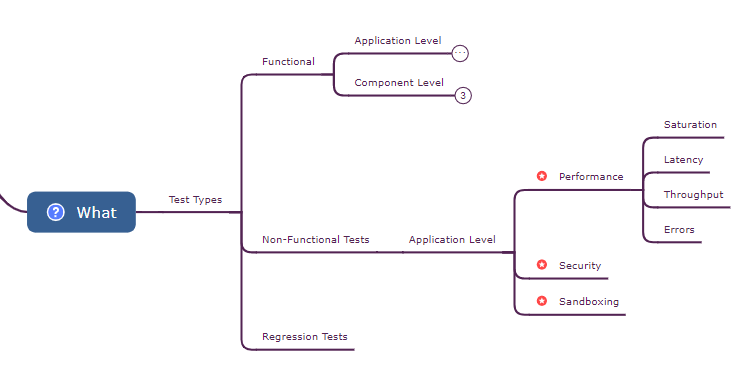 Application Level
...
Functional
Component Level
3
Saturation
Latency
Performance
Throughput
Test Types
? What
Errors
Non-Functional Tests
Application Level
Security
Sandboxing
Regression Tests